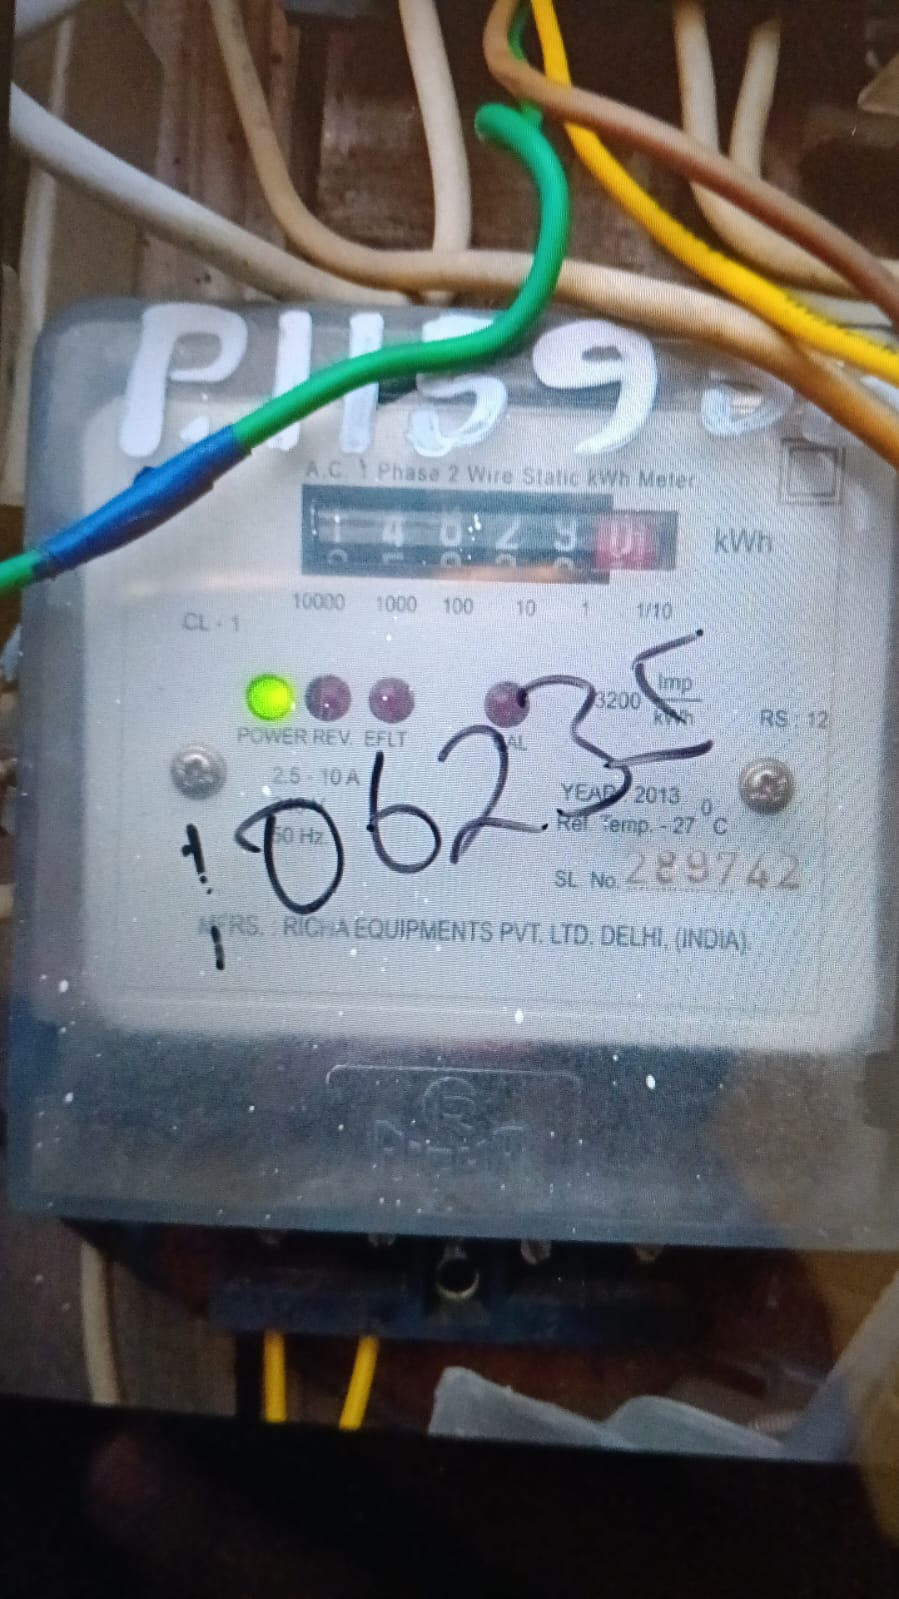 P.1159
A.C. 1 Phase 2 Wire Static kWh Meter
kWh
10000 1000 100 10 1 1/10
CL - 1
3200 Imp
kWh
RS : 12
POWER REV. EFLT CAL
2.5 - 10 A
50 Hz
06235
YEAR 2013
Ref Temp. - 27 °C
SL No. 289742
MFRS. : RICHA EQUIPMENTS PVT. LTD. DELHI. (INDIA)